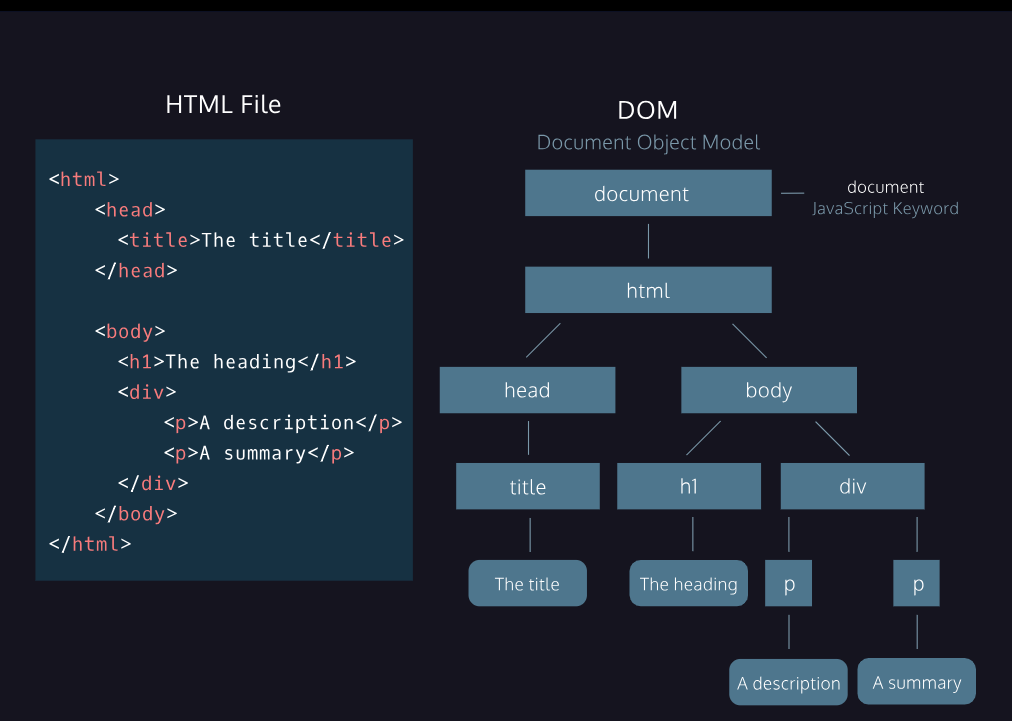 HTML File
<html>
<head>
<title>The title</title>
</head>
<body>
<h1>The heading</h1>
<div>
<p>A description</p>
<p>A summary</p>
</div>
</body>
</html>
DOM
Document Object Model
document
document
JavaScript Keyword
html
head
body
title
h1
div
The title
The heading
p
p
A description
A summary